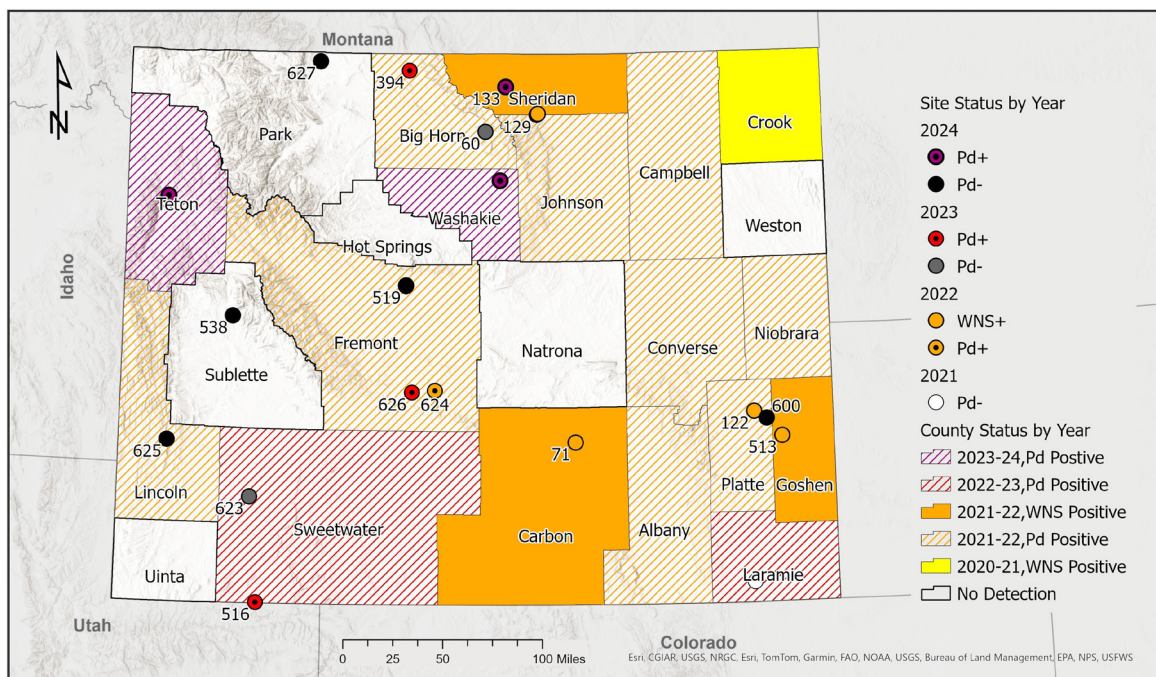 Montana
N
627
394
133 Sheridan
129
Park
Big Horn
60
Crook
Campbell
Teton
Washakie
Johnson
Weston
Hot Springs
Idaho
519
538
Fremont
Natrona
Converse
Niobrara
Sublette
626
624
122
600
513
71
625
Lincoln
623
Platte
Goshen
Sweetwater
Carbon
Albany
Uinta
Laramie
516
Utah
Colorado
0
25
50
100 Miles
Esri, CGIAR, USGS, NRGC, Esri, TomTom, Garmin, FAO, NOAA, USGS, Bureau of Land Management, EPA, NPS, USFWS
Site Status by Year
2024
Pd+
Pd-
2023
Pd+
Pd-
2022
WNS+
Pd+
2021
Pd-
County Status by Year
2023-24,Pd Postive
2022-23,Pd Positive
2021-22,WNS Positive
2021-22,Pd Positive
2020-21,WNS Positive
No Detection